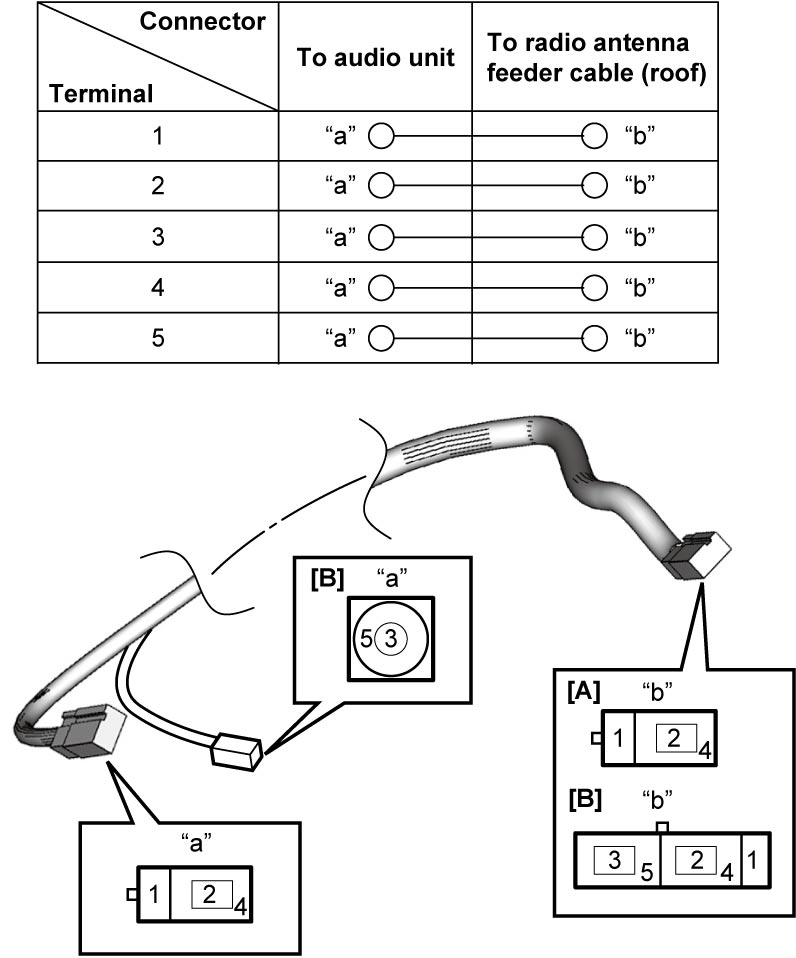 Connector
Terminal
To audio unit
To radio antenna
feeder cable (roof)
1 “a” “b”
2 “a” “b”
3 “a” “b”
4 “a” “b”
5 “a” “b”
[B] “a”
5 3
[A] “b”
1 2 4
[B] “b”
3 5 2 4 1
“a”
1 2 4